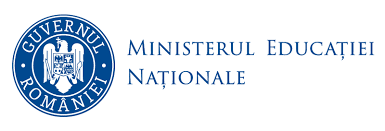 GUVERNUL
ROMÂNIEI
MINISTERUL EDUCAȚIEI
NAȚIONALE